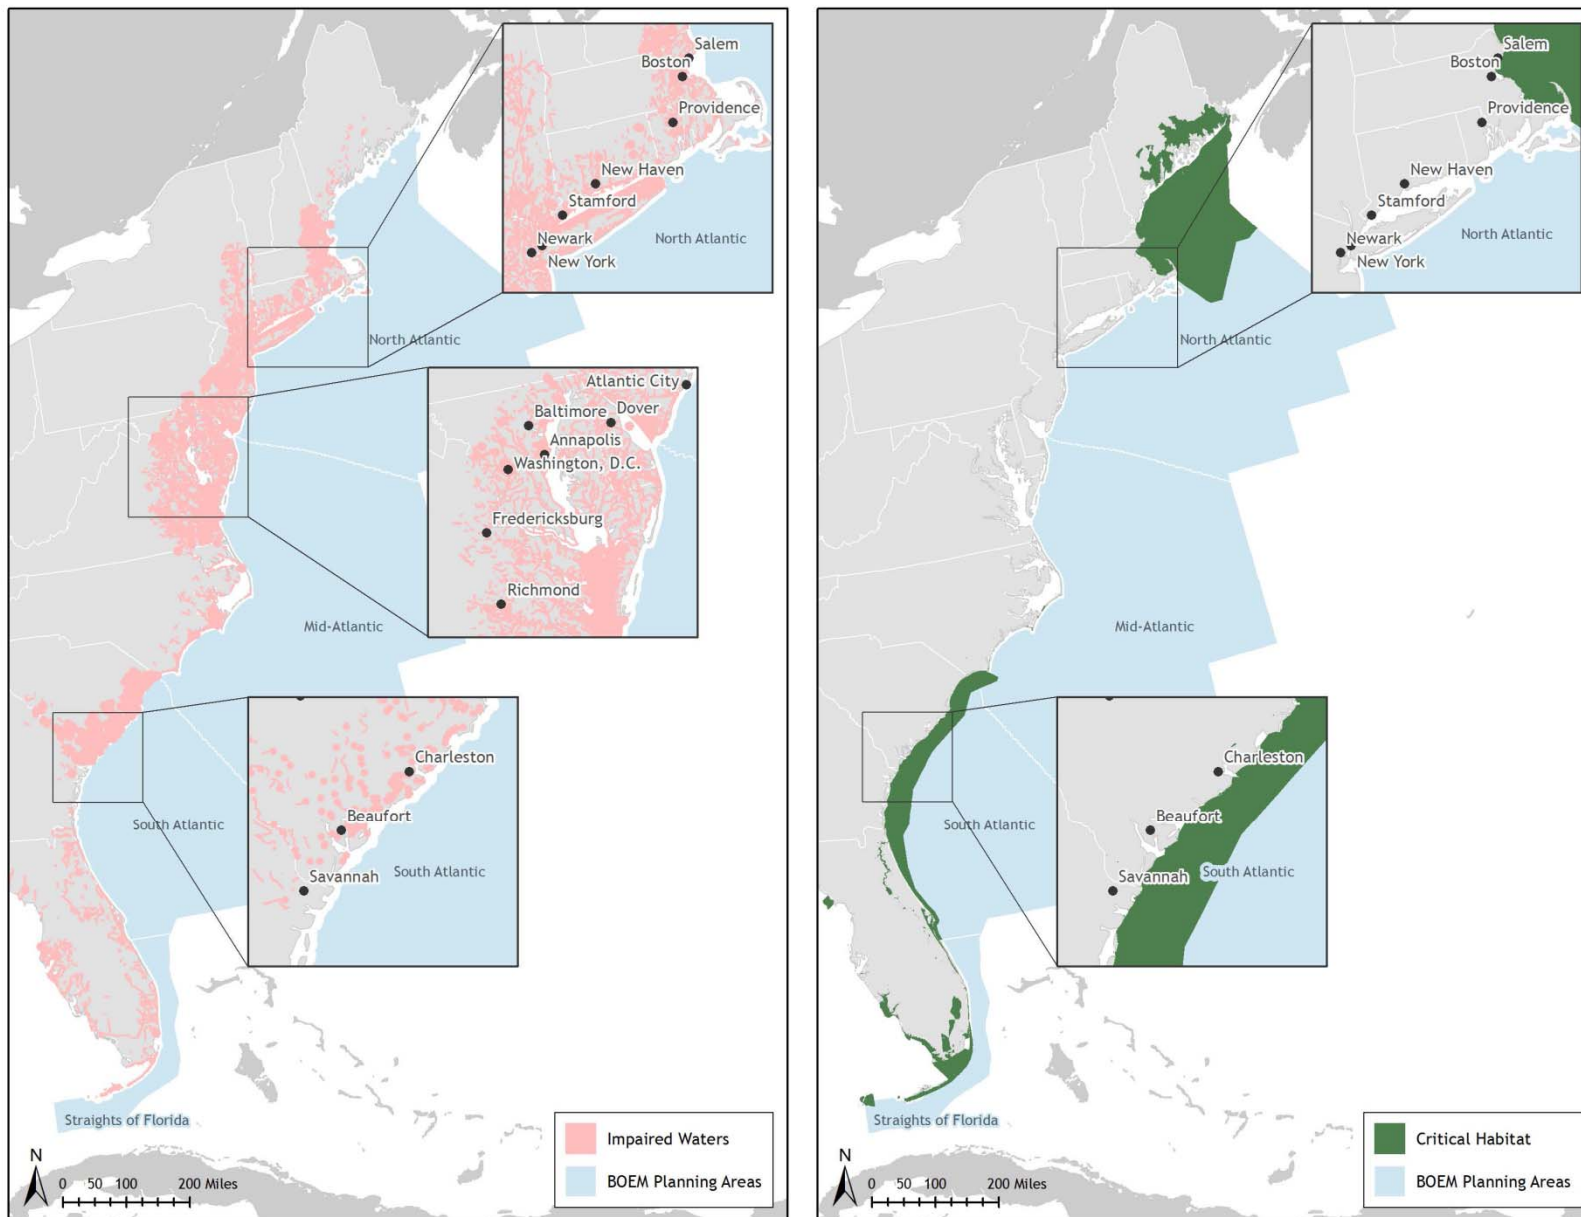 Salem
Boston
Providence
New Haven
Stamford
Newark
New York
North Atlantic
North Atlantic
Atlantic City
Baltimore
Dover
Annapolis
Washington, D.C.
Fredericksburg
Richmond
Mid-Atlantic
Charleston
Beaufort
Savannah
South Atlantic
South Atlantic
Straights of Florida
N
0 50 100 200 Miles
Impaired Waters
BOEM Planning Areas
Salem
Boston
Providence
New Haven
Stamford
Newark
New York
North Atlantic
North Atlantic
Mid-Atlantic
Charleston
Beaufort
Savannah
South Atlantic
South Atlantic
Straights of Florida
N
0 50 100 200 Miles
Critical Habitat
BOEM Planning Areas